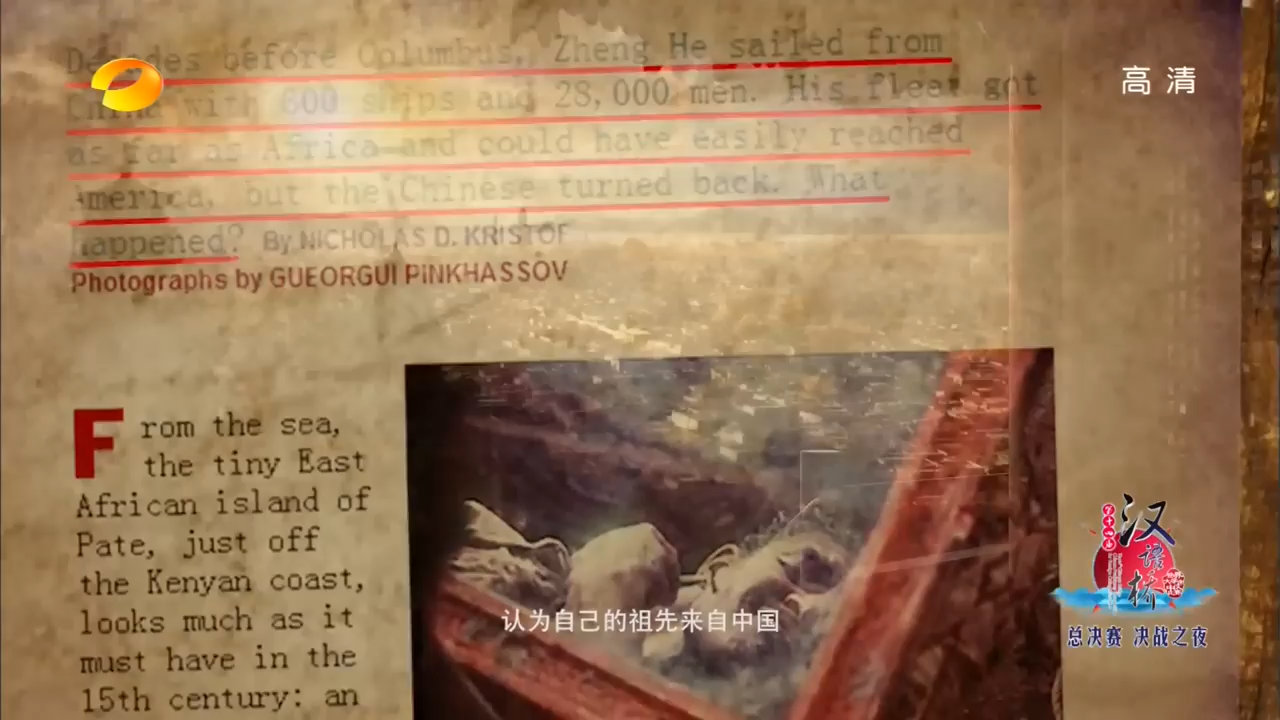 Decades before Columbus, Zheng He sailed from
China with 600 ships and 28,000 men. His fleet got
as far as Africa and could have easily reached
America, but the Chinese turned back. What
happened? By NICHOLAS D. KRISTOF
Photographs by GUEORGUI PINKHASSOV
高清
From the sea,
the tiny East
African island of
Pate, just off
the Kenyan coast,
looks much as it
must have in the
15th century: an
认为自己的祖先来自中国
汉语桥
总决赛 决战之夜